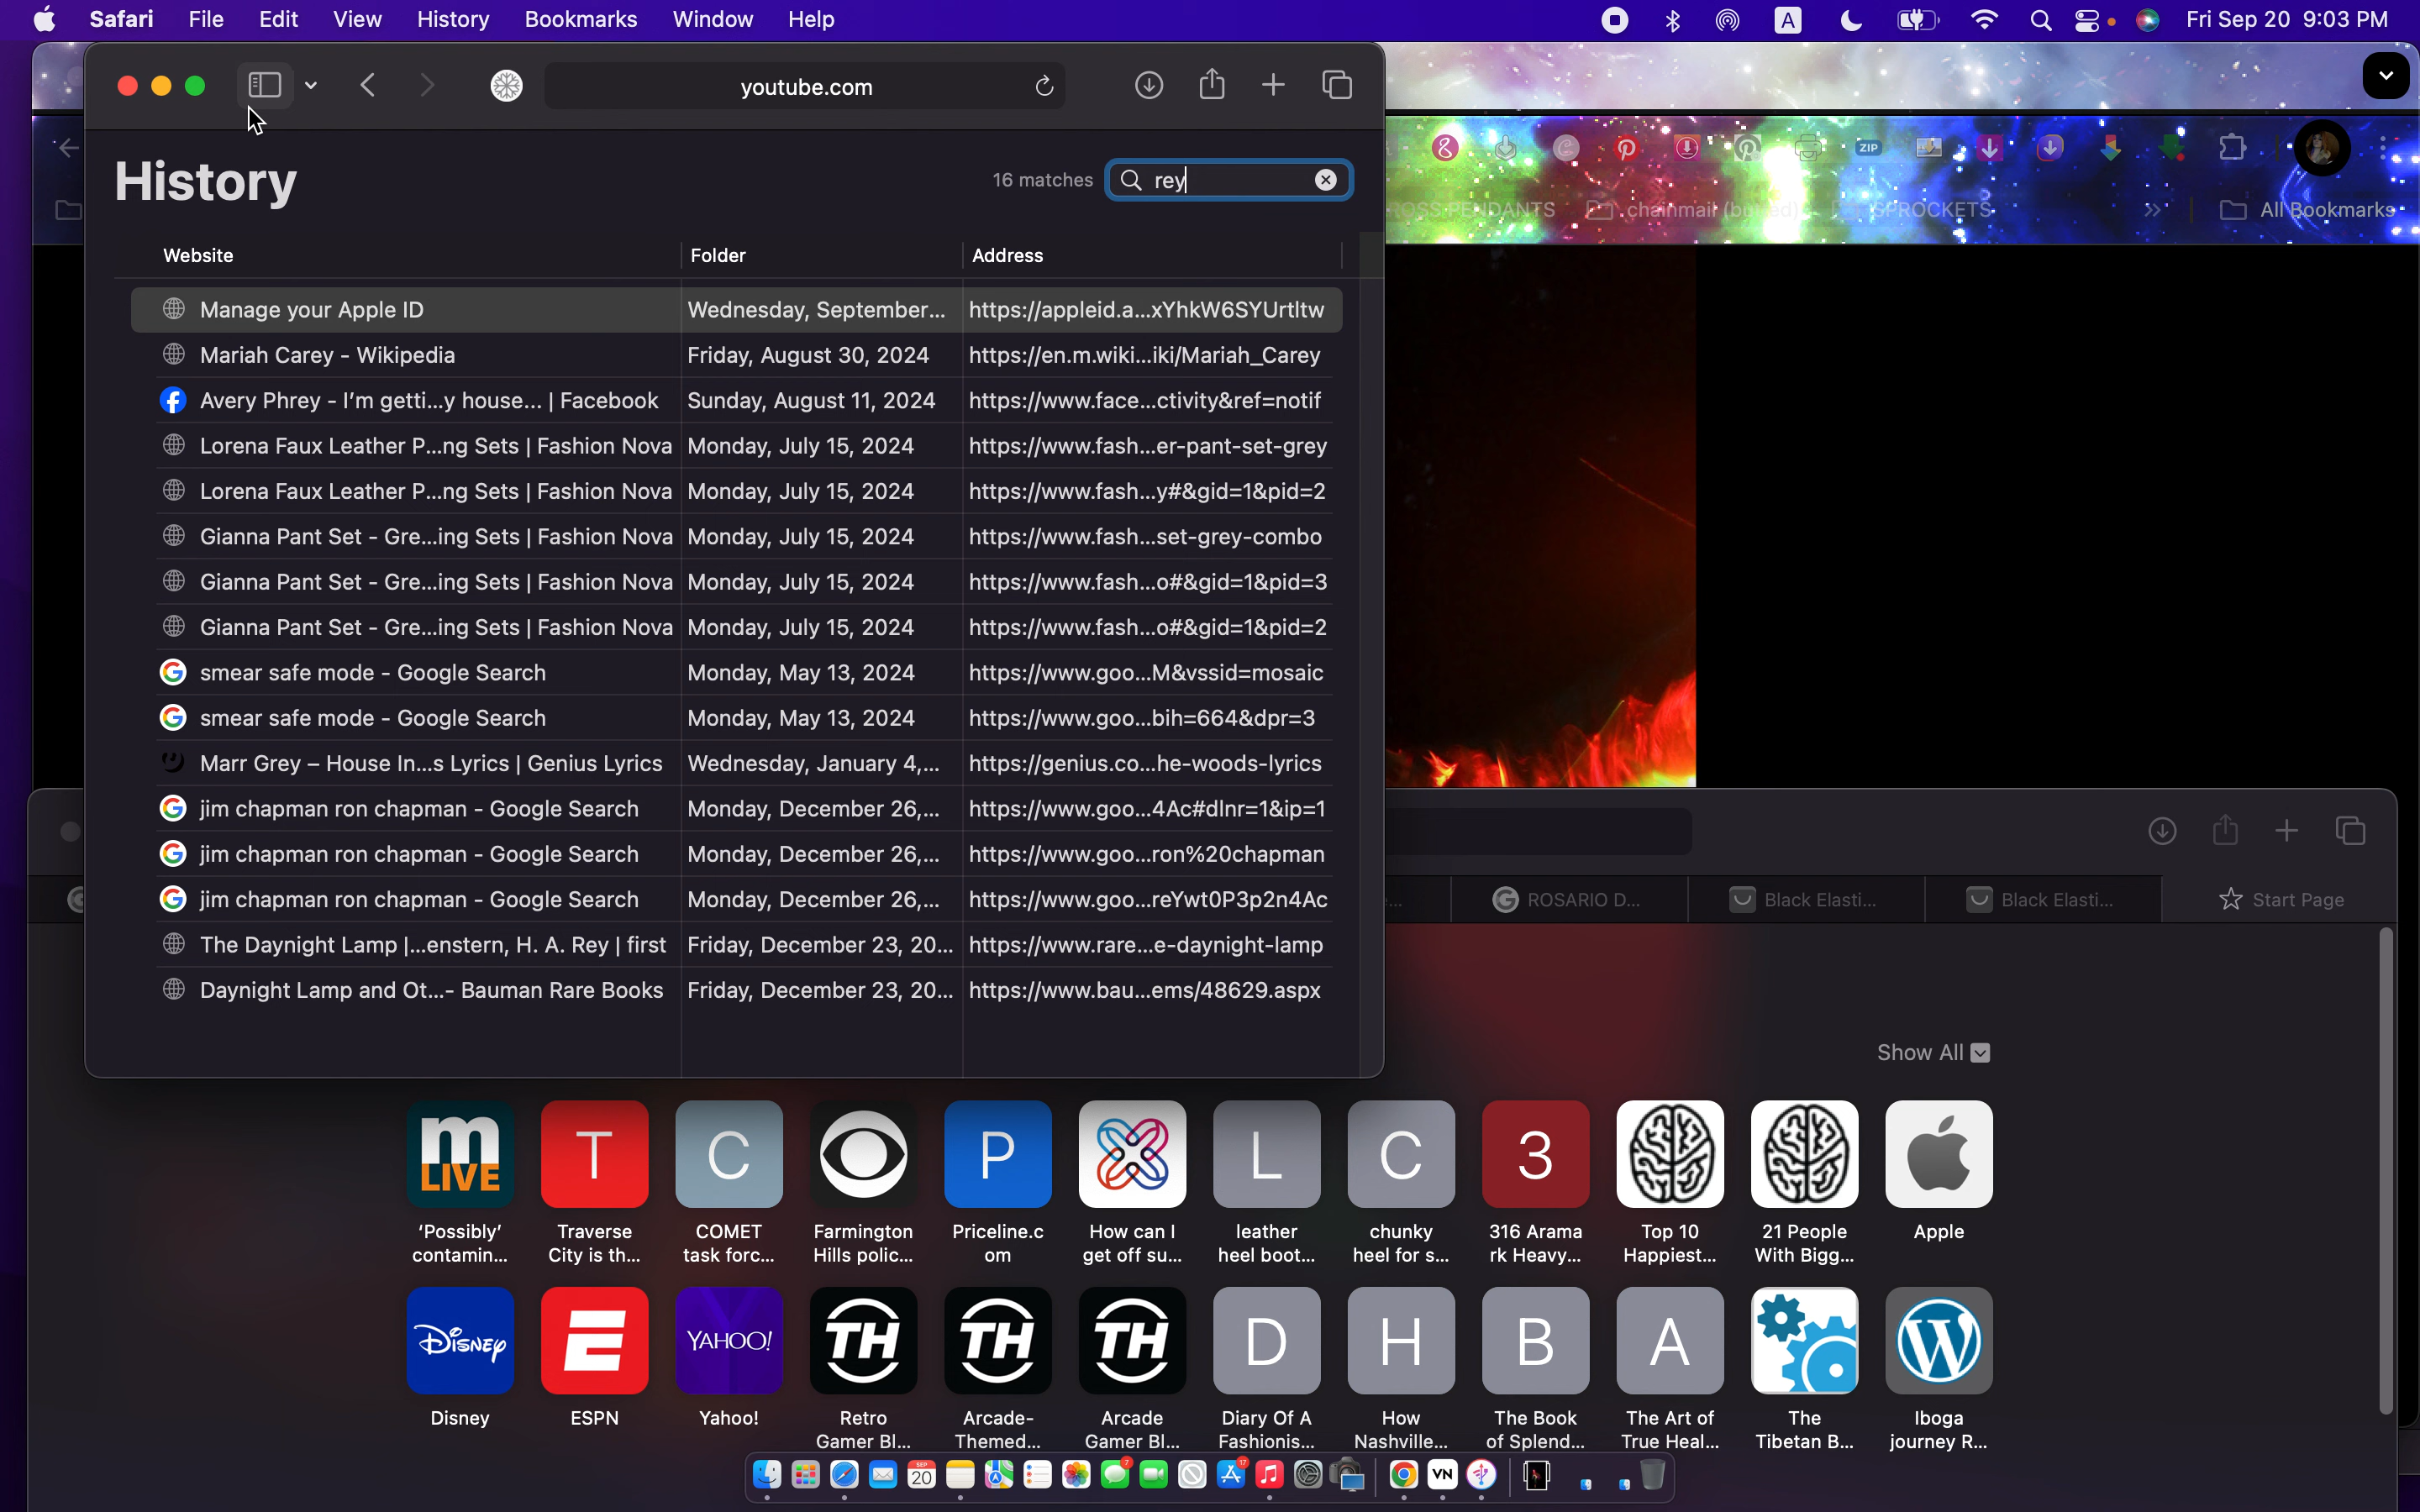 Safari File Edit View History Bookmarks Window Help A Fri Sep 20 9:03 PM
youtube.com
ZIP
History 16 matches rey
ROSS PENDANTS SPROCKETS All Bookmarks
Website Folder Address
Manage your Apple ID Wednesday, September... https://appleid.a...xYhkW6SYUrtltw
Mariah Carey - Wikipedia Friday, August 30, 2024 https://en.m.wiki...iki/Mariah_Carey
Avery Phrey - I'm getti...y house... | Facebook Sunday, August 11, 2024 https://www.face...ctivity&ref=notif
Lorena Faux Leather P...ng Sets | Fashion Nova Monday, July 15, 2024 https://www.fash...er-pant-set-grey
Lorena Faux Leather P...ng Sets | Fashion Nova Monday, July 15, 2024 https://www.fash...y#&gid=1&pid=2
Gianna Pant Set - Gre...ing Sets | Fashion Nova Monday, July 15, 2024 https://www.fash...set-grey-combo
Gianna Pant Set - Gre...ing Sets | Fashion Nova Monday, July 15, 2024 https://www.fash...o#&gid=1&pid=3
Gianna Pant Set - Gre...ing Sets | Fashion Nova Monday, July 15, 2024 https://www.fash...o#&gid=1&pid=2
smear safe mode - Google Search Monday, May 13, 2024 https://www.goo...M&vssid=mosaic
smear safe mode - Google Search Monday, May 13, 2024 https://www.goo...bih=664&dpr=3
Marr Grey – House In...s Lyrics | Genius Lyrics Wednesday, January 4,... https://genius.co...he-woods-lyrics
jim chapman ron chapman - Google Search Monday, December 26,... https://www.goo...4Ac#dlnr=1&ip=1
jim chapman ron chapman - Google Search Monday, December 26,... https://www.goo...ron%20chapman
jim chapman ron chapman - Google Search Monday, December 26,... https://www.goo...reYwt0P3p2n4Ac
The Daynight Lamp |...enstern, H. A. Rey | first Friday, December 23, 20... https://www.rare...e-daynight-lamp
Daynight Lamp and Ot...- Bauman Rare Books Friday, December 23, 20... https://www.bau...ems/48629.aspx
ROSARIO D... Black Elasti... Black Elasti... Start Page
Show All
m LIVE T C P L C 3
'Possibly' contamin...
Traverse City is th...
COMET task forc...
Farmington Hills polic...
Priceline.c om
How can I get off su...
leather heel boot...
chunky heel for s...
316 Arama rk Heavy...
Top 10 Happiest...
21 People With Bigg...
Apple
Disney E YAHOO! TH TH TH D H B A W
Disney
ESPN
Yahoo!
Retro Gamer Bl...
Arcade- Themed...
Arcade Gamer Bl...
Diary Of A Fashionis...
How Nashville...
The Book of Splend...
The Art of True Heal...
The Tibetan B...
Iboga journey R...
SEP 20 7 17 VN